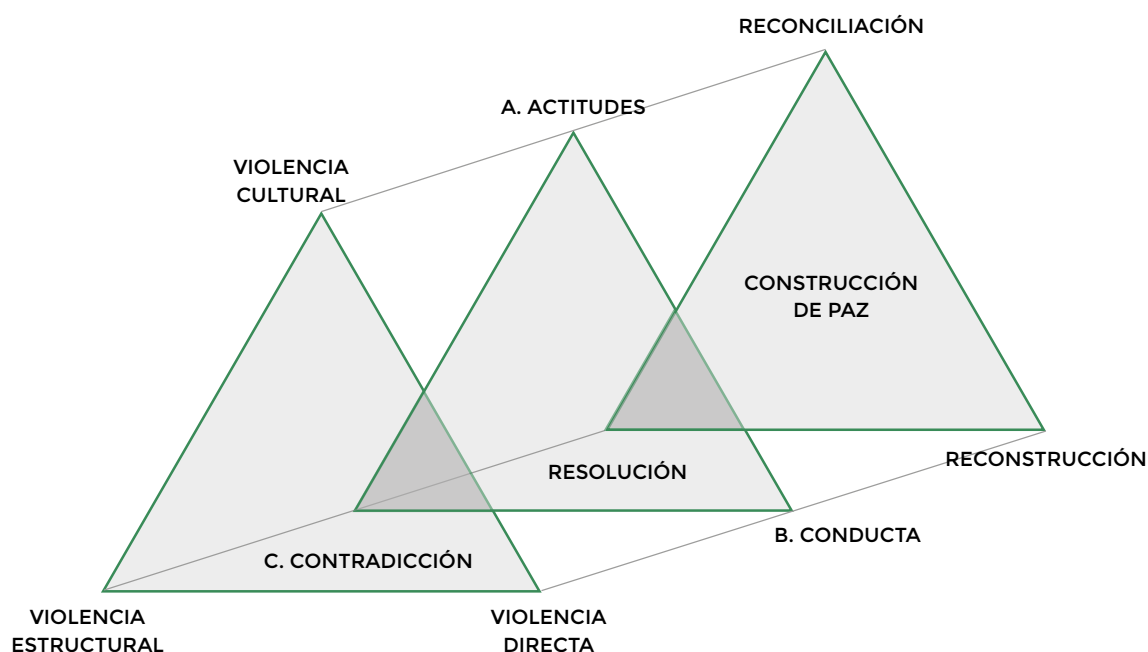 RECONCILIACIÓN
A. ACTITUDES
VIOLENCIA
CULTURAL
CONSTRUCCIÓN
DE PAZ
RECONSTRUCCIÓN
RESOLUCIÓN
B. CONDUCTA
C. CONTRADICCIÓN
VIOLENCIA
ESTRUCTURAL
VIOLENCIA
DIRECTA